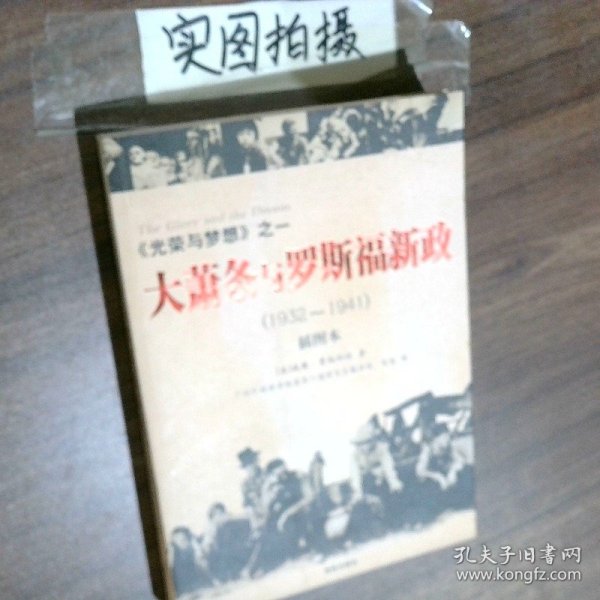 实图拍摄
The Glory and the Dream
《光荣与梦想》之一
大萧条与罗斯福新政
(1932—1941)
插图本
孔夫子旧书网
www.kongfz.com